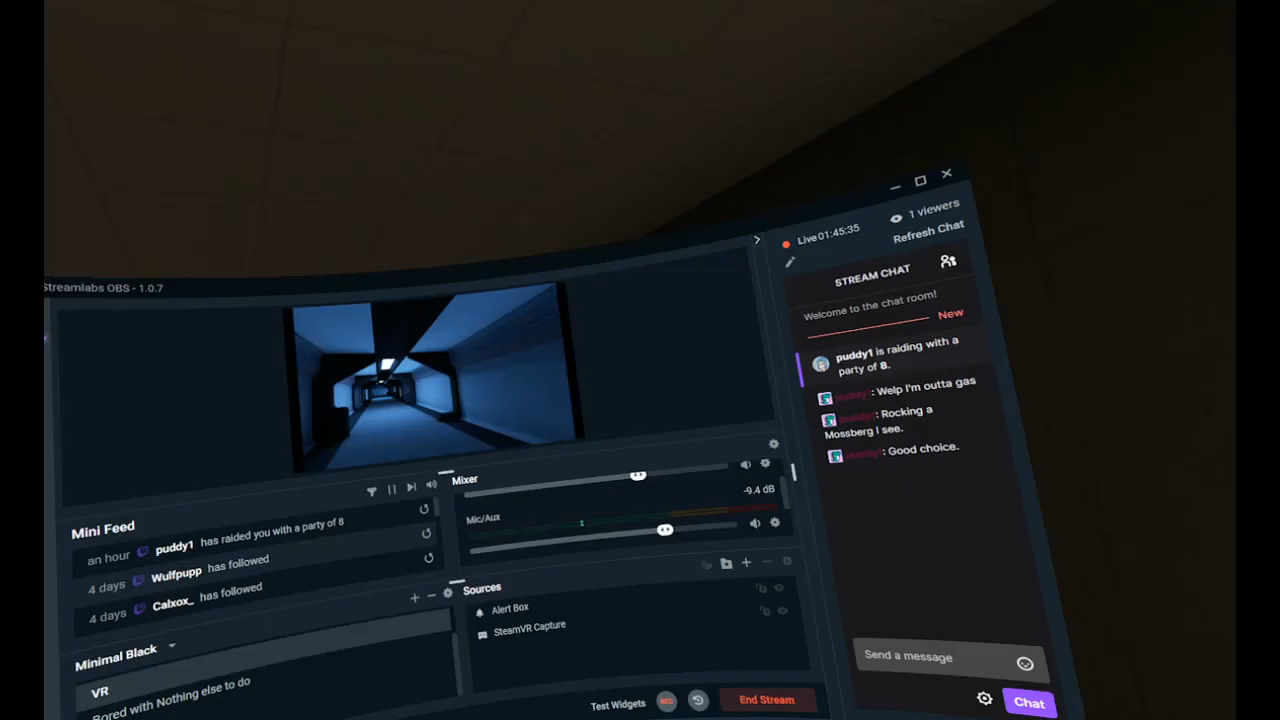 Streamlabs OBS - 1.0.7
Live 01:45:35
1 viewers
Refresh Chat
STREAM CHAT
Welcome to the chat room!
New
puddy1 is raiding with a
party of 8.
puddy1: Welp I'm outta gas
puddy1: Rocking a
Mossberg I see.
puddy1: Good choice.
Send a message
Chat
Mini Feed
an hour puddy1 has raided you with a party of 8
4 days Wulfpupp has followed
4 days Calxox_ has followed
Minimal Black
VR
Bored with Nothing else to do
Mixer
-9.4 dB
Mic/Aux
Sources
Alert Box
SteamVR Capture
Test Widgets
REC
End Stream